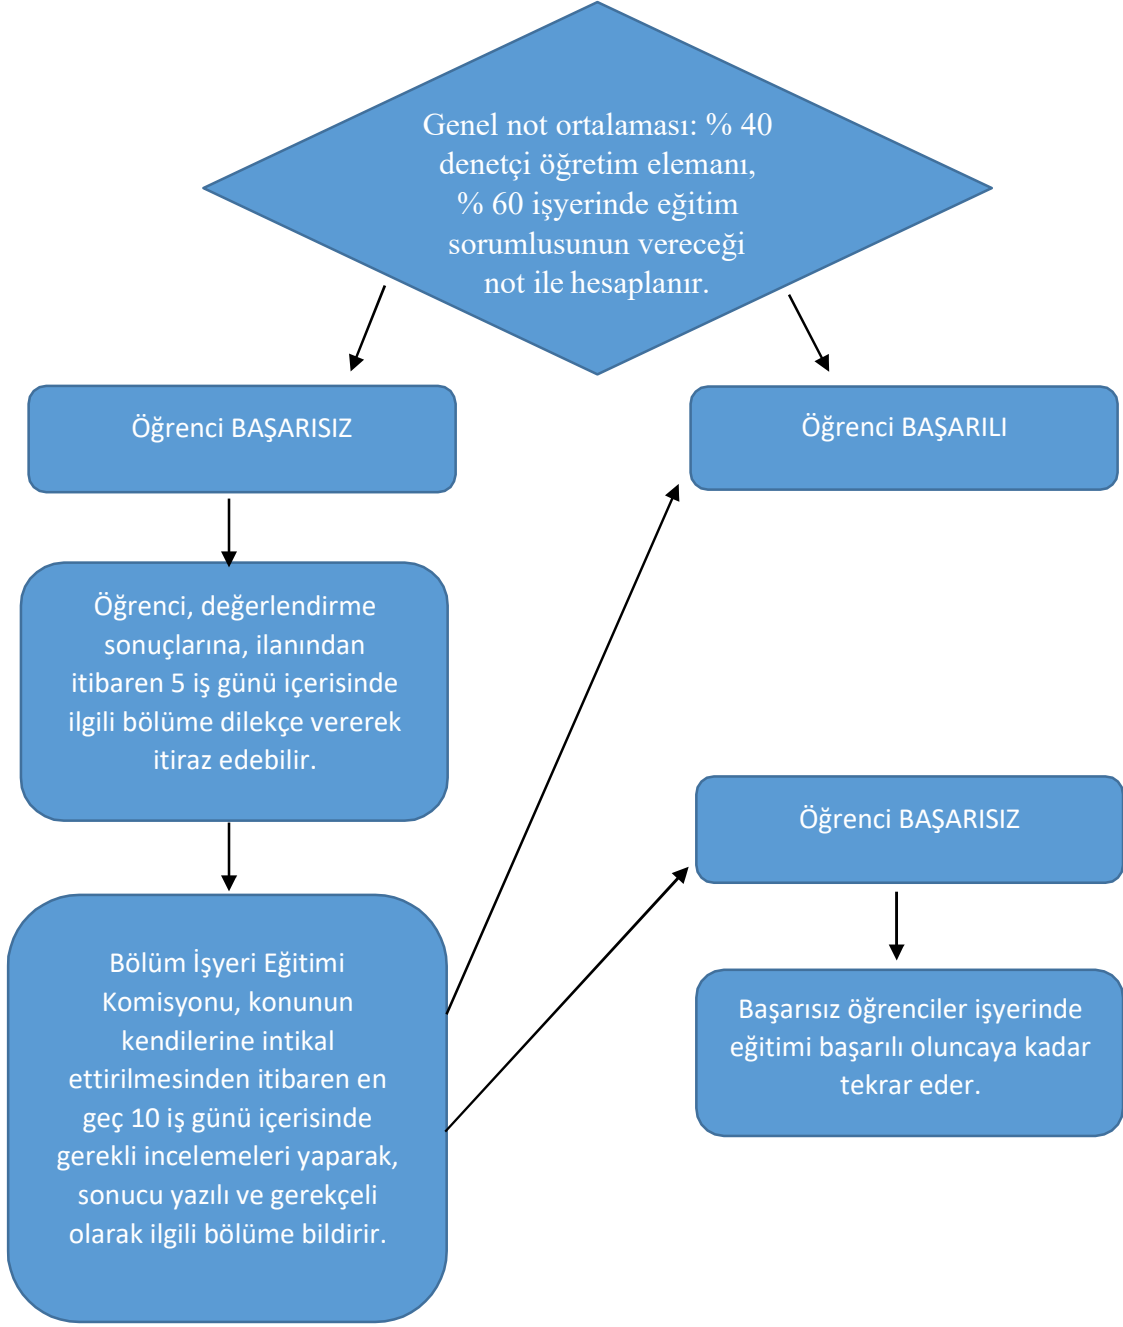 Genel not ortalaması: % 40
denetçi öğretim elemanı,
% 60 işyerinde eğitim
sorumlusunun vereceği
not ile hesaplanır.
Öğrenci BAŞARISIZ
Öğrenci BAŞARILI
Öğrenci, değerlendirme
sonuçlarına, ilanından
itibaren 5 iş günü içerisinde
ilgili bölüme dilekçe vererek
itiraz edebilir.
Öğrenci BAŞARISIZ
Bölüm İşyeri Eğitimi
Komisyonu, konunun
kendilerine intikal
ettirilmesinden itibaren en
geç 10 iş günü içerisinde
gerekli incelemeleri yaparak,
sonucu yazılı ve gerekçeli
olarak ilgili bölüme bildirir.
Başarısız öğrenciler işyerinde
eğitimi başarılı oluncaya kadar
tekrar eder.